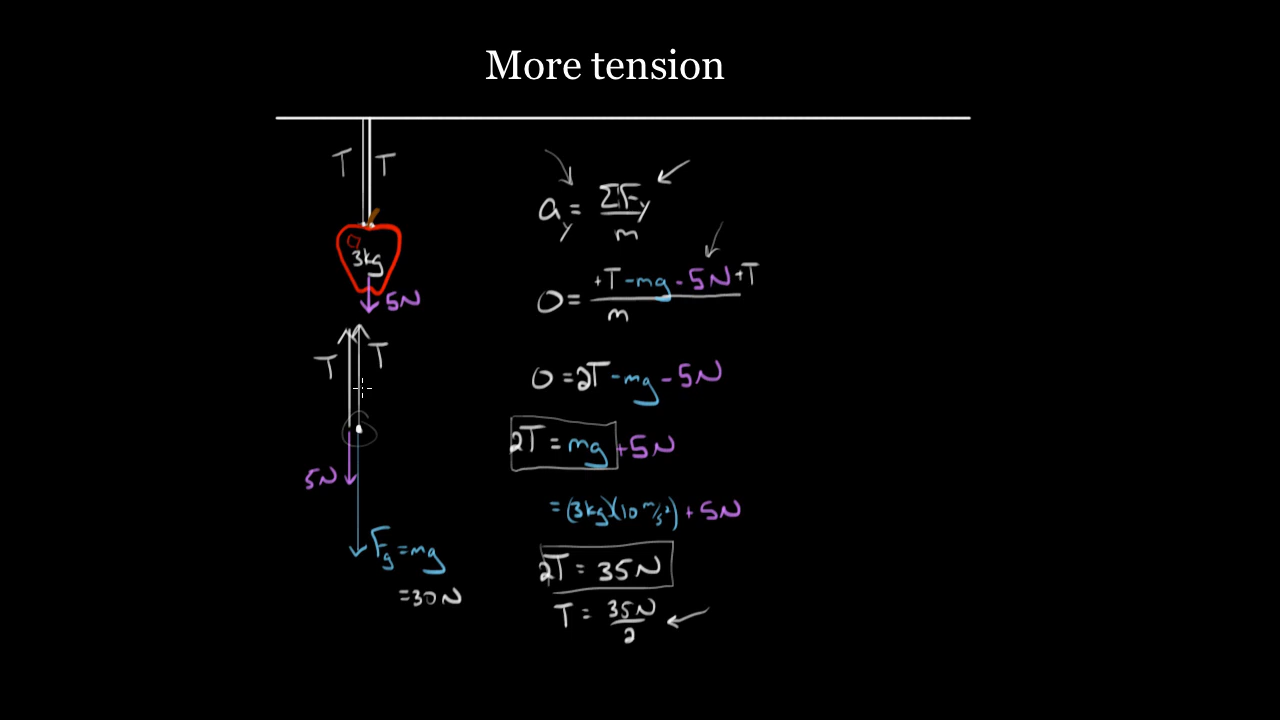 More tension
T T
3kg
5N
T T
5N
Fg = mg
= 30N
ay = ΣFy / m
0 = +T - mg - 5N + T / m
0 = 2T - mg - 5N
2T = mg + 5N
= (3kg)(10 m/s²) + 5N
2T = 35N
T = 35N / 2